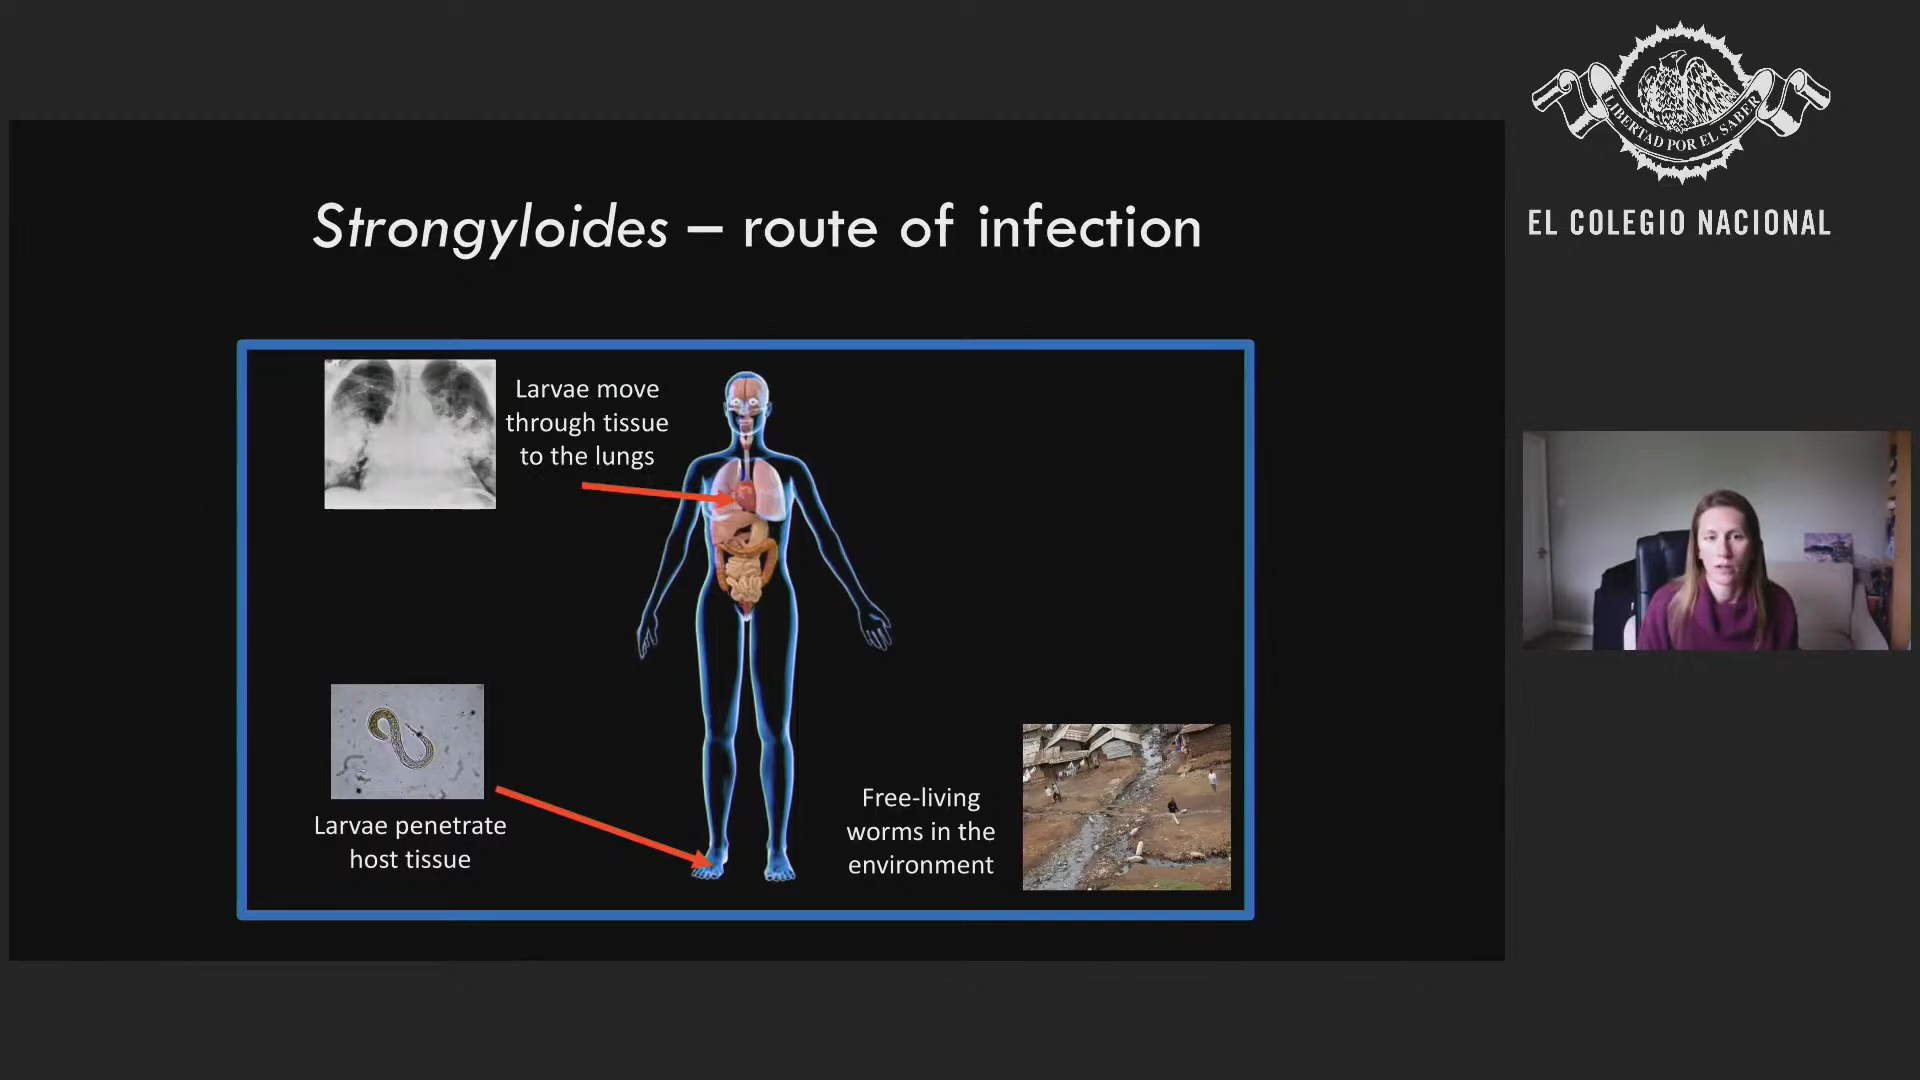 LIBERTAD POR EL SABER
EL COLEGIO NACIONAL
Strongyloides – route of infection
Larvae move
through tissue
to the lungs
Larvae penetrate
host tissue
Free-living
worms in the
environment